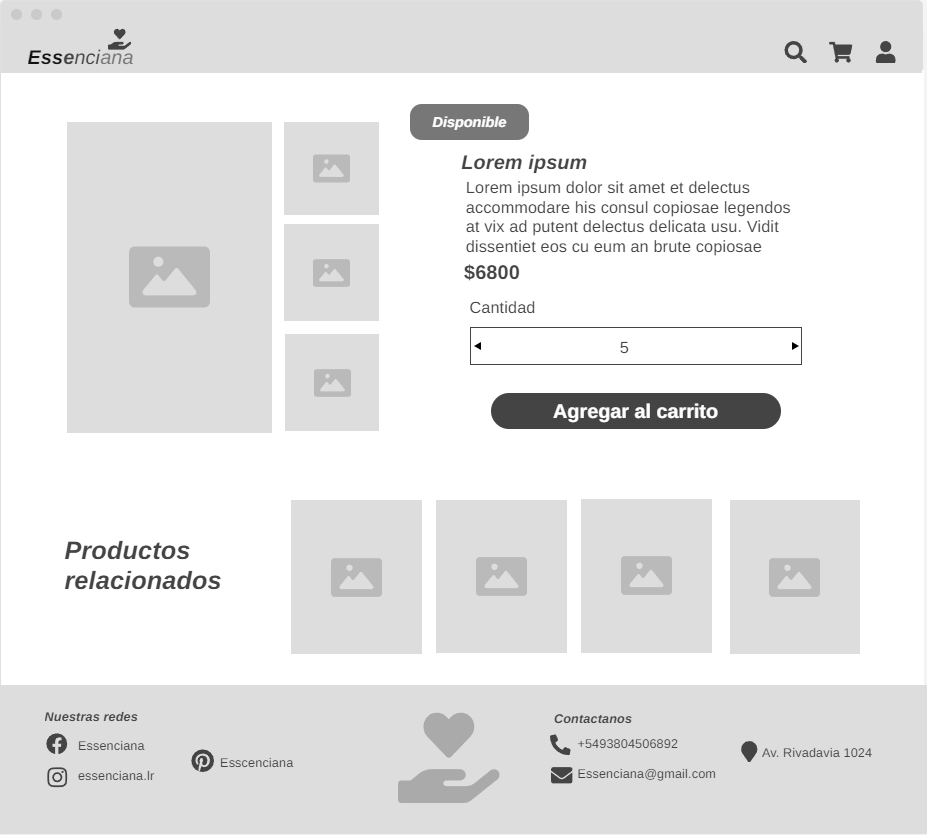 Essenciana
Disponible
Lorem ipsum
Lorem ipsum dolor sit amet et delectus
accommodare his consul copiosae legendos
at vix ad putent delectus delicata usu. Vidit
dissentiet eos cu eum an brute copiosae
$6800
Cantidad
5
Agregar al carrito
Productos
relacionados
Nuestras redes
Essenciana
essenciana.lr
Esscenciana
Contactanos
+5493804506892
Essenciana@gmail.com
Av. Rivadavia 1024